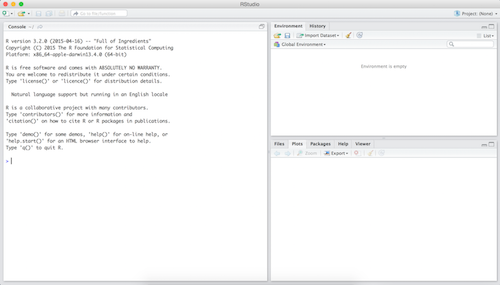 RStudio
Go to file/function
Project: (None)
Console ~/
R version 3.2.0 (2015-04-16) -- "Full of Ingredients"
Copyright (C) 2015 The R Foundation for Statistical Computing
Platform: x86_64-apple-darwin13.4.0 (64-bit)
R is free software and comes with ABSOLUTELY NO WARRANTY.
You are welcome to redistribute it under certain conditions.
Type 'license()' or 'licence()' for distribution details.
Natural language support but running in an English locale
R is a collaborative project with many contributors.
Type 'contributors()' for more information and
'citation()' on how to cite R or R packages in publications.
Type 'demo()' for some demos, 'help()' for on-line help, or
'help.start()' for an HTML browser interface to help.
Type 'q()' to quit R.
>
Environment History
Import Dataset List
Global Environment
Environment is empty
Files Plots Packages Help Viewer
Zoom Export